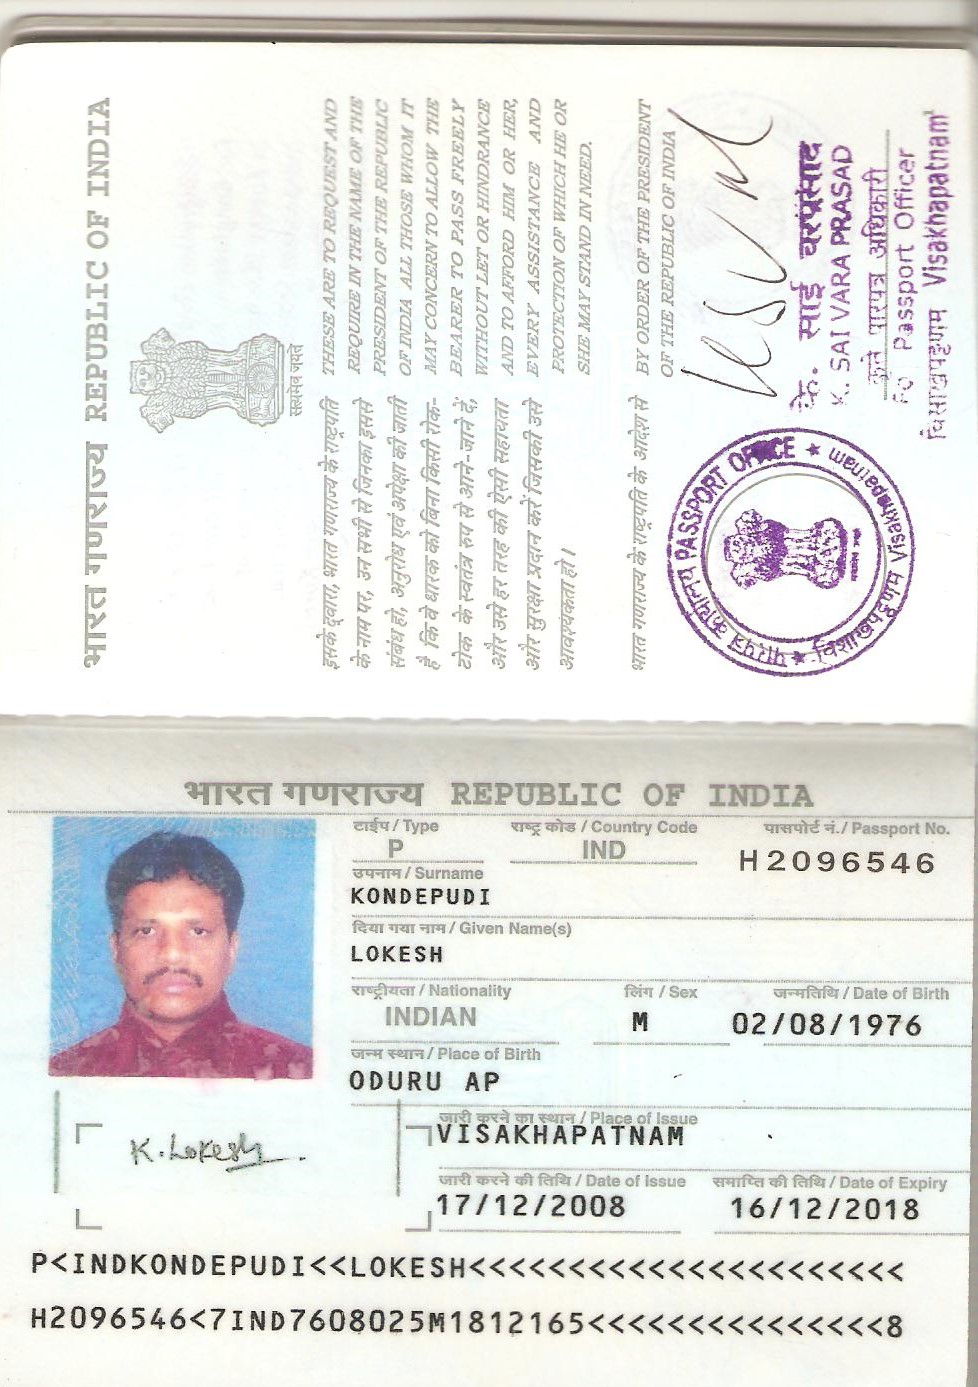 भारत गणराज्य REPUBLIC OF INDIA
सत्यमेव जयते
इसके द्वारा, भारत गणराज्य के राष्ट्रपति
के नाम पर, उन सभी से जिनका इससे
संबंध हो, अनुरोध एवं अपेक्षा की जाती
है कि वे धारक को बिना किसी रोक-
टोक के स्वतंत्र रूप से आने-जाने दें,
और उसे हर तरह की ऐसी सहायता
और सुरक्षा प्रदान करें जिसकी उसे
आवश्यकता हो।
THESE ARE TO REQUEST AND
REQUIRE IN THE NAME OF THE
PRESIDENT OF THE REPUBLIC
OF INDIA ALL THOSE WHOM IT
MAY CONCERN TO ALLOW THE
BEARER TO PASS FREELY
WITHOUT LET OR HINDRANCE
AND TO AFFORD HIM OR HER,
EVERY ASSISTANCE AND
PROTECTION OF WHICH HE OR
SHE MAY STAND IN NEED.
भारत गणराज्य के राष्ट्रपति के आदेश से
BY ORDER OF THE PRESIDENT
OF THE REPUBLIC OF INDIA
PASSPORT OFFICE ★ Visakhapatnam
विशाखपट्टणम ★ कार्यालय
के. साई वरप्रसाद
K. SAI VARA PRASAD
कृते पारपत्र अधिकारी
Fo Passport Officer
विशाखपट्टणम Visakhapatnam
भारत गणराज्य REPUBLIC OF INDIA
टाईप / Type राष्ट्र कोड / Country Code पासपोर्ट नं./ Passport No.
P IND H2096546
उपनाम / Surname
KONDEPUDI
दिया गया नाम / Given Name(s)
LOKESH
राष्ट्रीयता / Nationality लिंग / Sex जन्मतिथि / Date of Birth
INDIAN M 02/08/1976
जन्म स्थान / Place of Birth
ODURU AP
जारी करने का स्थान / Place of Issue
VISAKHAPATNAM
K. Lokesh
जारी करने की तिथि / Date of Issue समाप्ति की तिथि / Date of Expiry
17/12/2008 16/12/2018
P<INDKONDEPUDI<<LOKESH<<<<<<<<<<<<<<<<<<<<<<
H2096546<7IND7608025M1812165<<<<<<<<<<<<<<<8